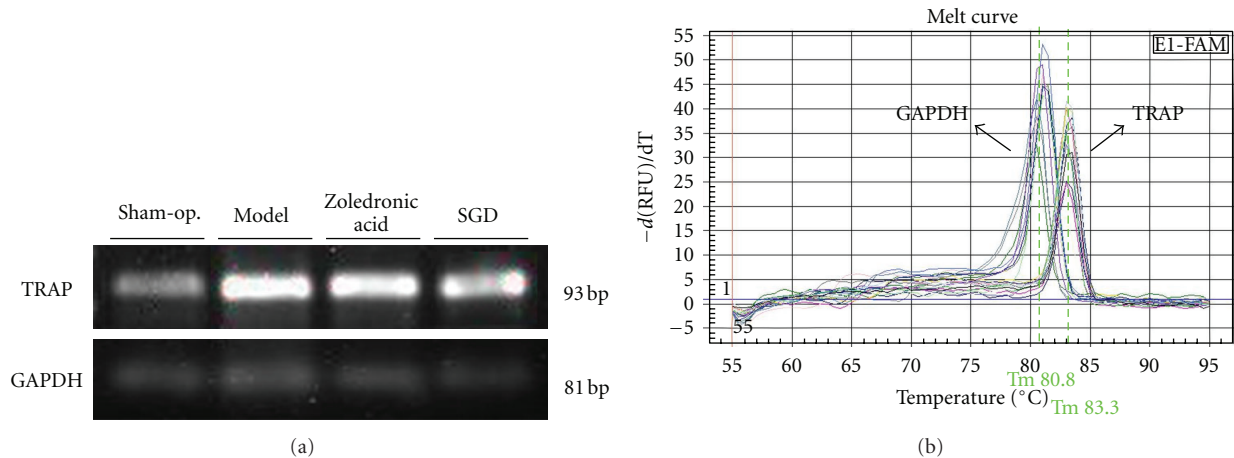 Sham-op. Model Zoledronic acid SGD
TRAP 93 bp
GAPDH 81 bp
(a)
Melt curve
E1-FAM
GAPDH TRAP
−d(RFU)/dT
55
50
45
40
35
30
25
20
15
10
5
0
−5
1
55
55 60 65 70 75 80 85 90 95
Tm 80.8
Temperature (°C)
Tm 83.3
(b)